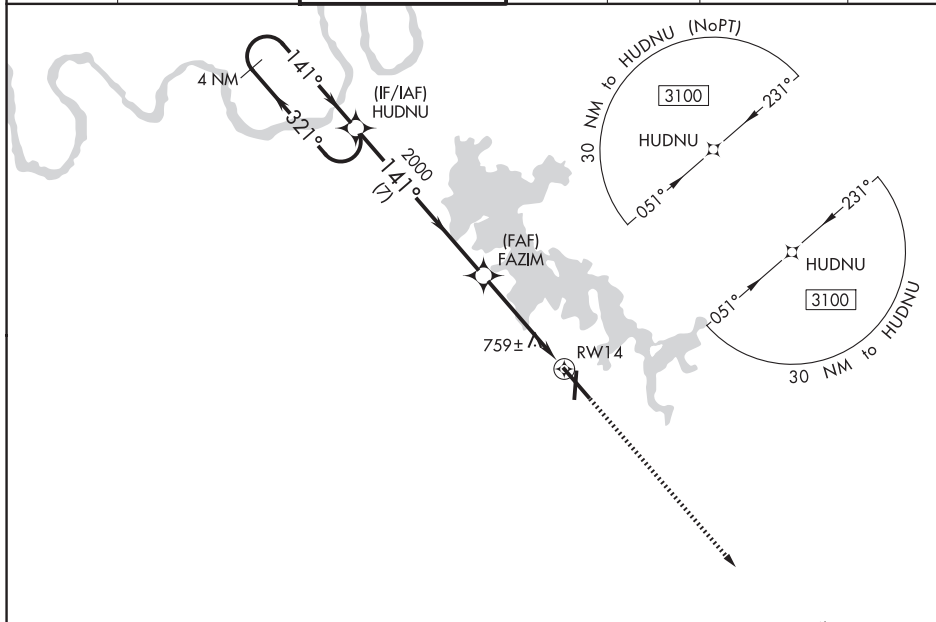 141°
4 NM
321°
(IF/IAF)
HUDNU
2000
141°
(7)
(FAF)
FAZIM
759±
RW14
30 NM to HUDNU (NoPT)
3100
231°
HUDNU
051°
231°
HUDNU
051°
3100
30 NM to HUDNU